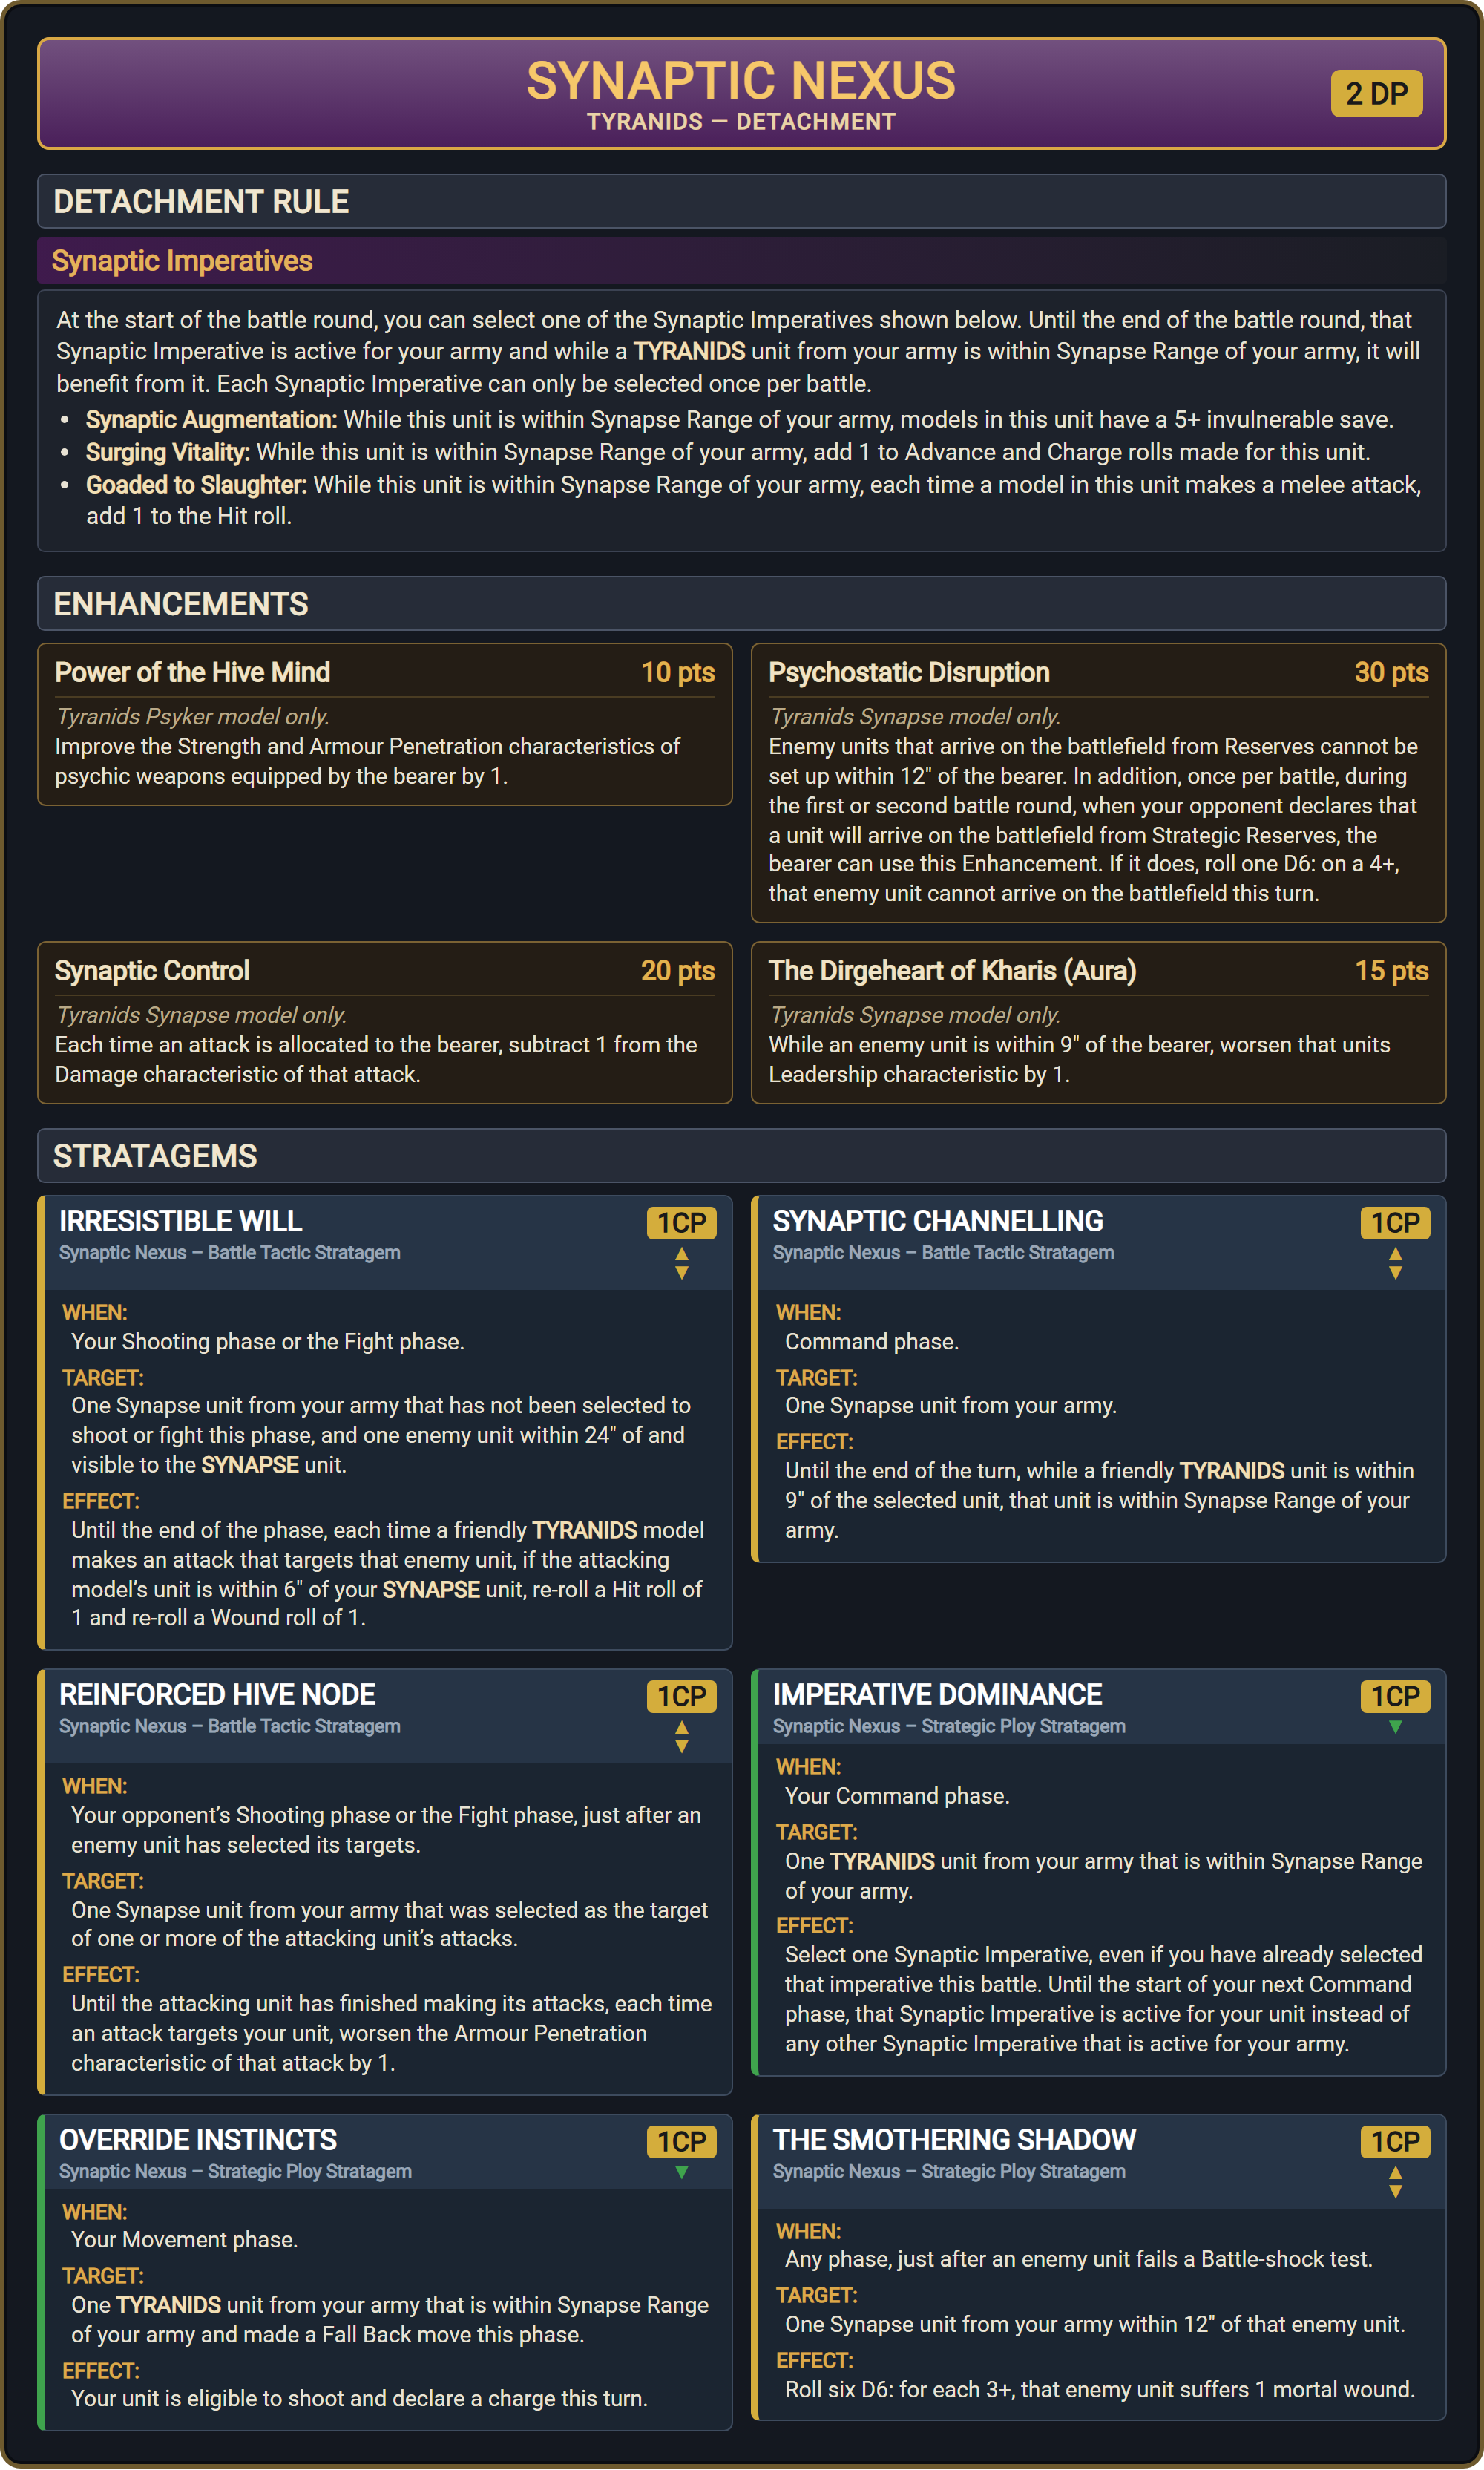 SYNAPTIC NEXUS
TYRANIDS — DETACHMENT
2 DP
DETACHMENT RULE
Synaptic Imperatives
At the start of the battle round, you can select one of the Synaptic Imperatives shown below. Until the end of the battle round, that
Synaptic Imperative is active for your army and while a TYRANIDS unit from your army is within Synapse Range of your army, it will
benefit from it. Each Synaptic Imperative can only be selected once per battle.
• Synaptic Augmentation: While this unit is within Synapse Range of your army, models in this unit have a 5+ invulnerable save.
• Surging Vitality: While this unit is within Synapse Range of your army, add 1 to Advance and Charge rolls made for this unit.
• Goaded to Slaughter: While this unit is within Synapse Range of your army, each time a model in this unit makes a melee attack,
add 1 to the Hit roll.
ENHANCEMENTS
Power of the Hive Mind 10 pts
Tyranids Psyker model only.
Improve the Strength and Armour Penetration characteristics of
psychic weapons equipped by the bearer by 1.
Psychostatic Disruption 30 pts
Tyranids Synapse model only.
Enemy units that arrive on the battlefield from Reserves cannot be
set up within 12" of the bearer. In addition, once per battle, during
the first or second battle round, when your opponent declares that
a unit will arrive on the battlefield from Strategic Reserves, the
bearer can use this Enhancement. If it does, roll one D6: on a 4+,
that enemy unit cannot arrive on the battlefield this turn.
Synaptic Control 20 pts
Tyranids Synapse model only.
Each time an attack is allocated to the bearer, subtract 1 from the
Damage characteristic of that attack.
The Dirgeheart of Kharis (Aura) 15 pts
Tyranids Synapse model only.
While an enemy unit is within 9" of the bearer, worsen that units
Leadership characteristic by 1.
STRATAGEMS
IRRESISTIBLE WILL 1CP
Synaptic Nexus – Battle Tactic Stratagem
▲
▼
WHEN:
Your Shooting phase or the Fight phase.
TARGET:
One Synapse unit from your army that has not been selected to
shoot or fight this phase, and one enemy unit within 24" of and
visible to the SYNAPSE unit.
EFFECT:
Until the end of the phase, each time a friendly TYRANIDS model
makes an attack that targets that enemy unit, if the attacking
model’s unit is within 6" of your SYNAPSE unit, re-roll a Hit roll of
1 and re-roll a Wound roll of 1.
SYNAPTIC CHANNELLING 1CP
Synaptic Nexus – Battle Tactic Stratagem
▲
▼
WHEN:
Command phase.
TARGET:
One Synapse unit from your army.
EFFECT:
Until the end of the turn, while a friendly TYRANIDS unit is within
9" of the selected unit, that unit is within Synapse Range of your
army.
REINFORCED HIVE NODE 1CP
Synaptic Nexus – Battle Tactic Stratagem
▲
▼
WHEN:
Your opponent’s Shooting phase or the Fight phase, just after an
enemy unit has selected its targets.
TARGET:
One Synapse unit from your army that was selected as the target
of one or more of the attacking unit’s attacks.
EFFECT:
Until the attacking unit has finished making its attacks, each time
an attack targets your unit, worsen the Armour Penetration
characteristic of that attack by 1.
IMPERATIVE DOMINANCE 1CP
Synaptic Nexus – Strategic Ploy Stratagem
▼
WHEN:
Your Command phase.
TARGET:
One TYRANIDS unit from your army that is within Synapse Range
of your army.
EFFECT:
Select one Synaptic Imperative, even if you have already selected
that imperative this battle. Until the start of your next Command
phase, that Synaptic Imperative is active for your unit instead of
any other Synaptic Imperative that is active for your army.
OVERRIDE INSTINCTS 1CP
Synaptic Nexus – Strategic Ploy Stratagem
▼
WHEN:
Your Movement phase.
TARGET:
One TYRANIDS unit from your army that is within Synapse Range
of your army and made a Fall Back move this phase.
EFFECT:
Your unit is eligible to shoot and declare a charge this turn.
THE SMOTHERING SHADOW 1CP
Synaptic Nexus – Strategic Ploy Stratagem
▲
▼
WHEN:
Any phase, just after an enemy unit fails a Battle-shock test.
TARGET:
One Synapse unit from your army within 12" of that enemy unit.
EFFECT:
Roll six D6: for each 3+, that enemy unit suffers 1 mortal wound.